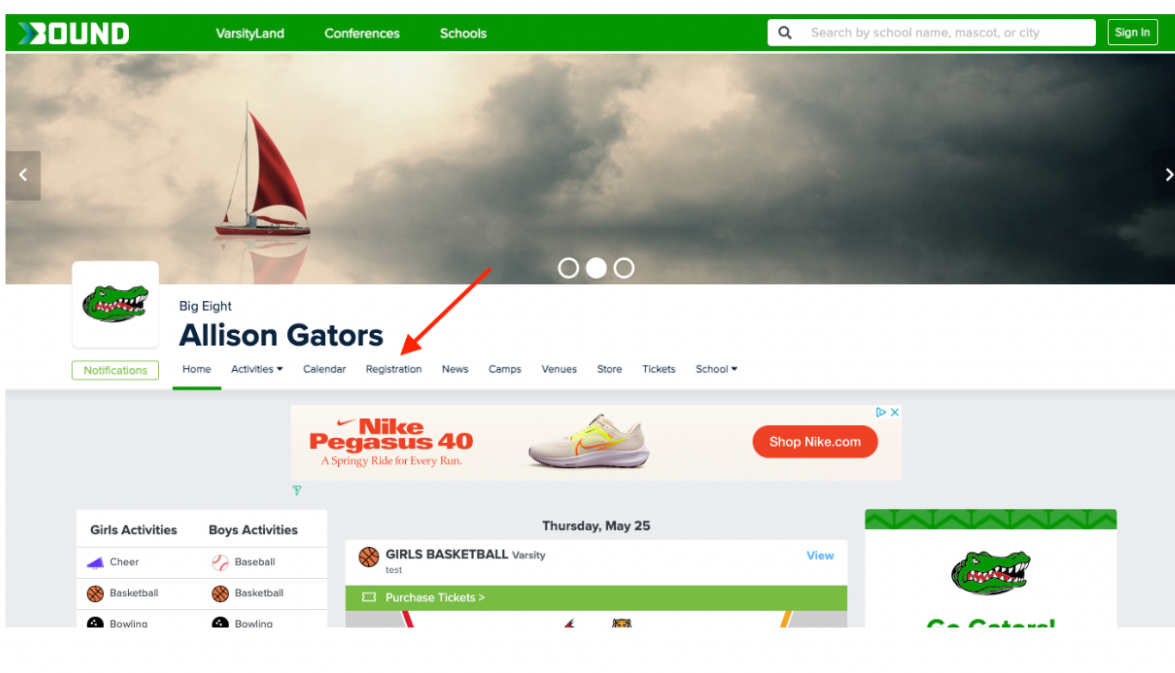 BOUND
VarsityLand Conferences Schools
Search by school name, mascot, or city
Sign In
Big Eight
Allison Gators
Notifications
Home Activities Calendar Registration News Camps Venues Store Tickets School
Nike
Pegasus 40
A Springy Ride for Every Run.
Shop Nike.com
Girls Activities Boys Activities
Cheer Baseball
Basketball Basketball
Bowling Bowling
Thursday, May 25
GIRLS BASKETBALL Varsity
test
View
Purchase Tickets >
Go Gators!